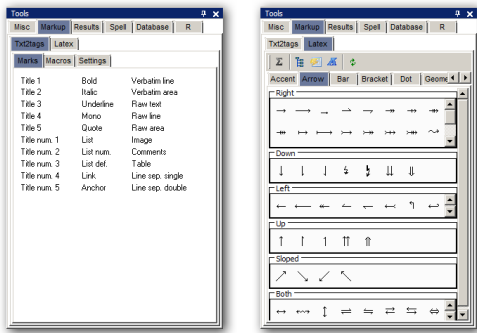 Tools
Misc Markup Results Spell Database R
Txt2tags Latex
Marks Macros Settings
Title 1 Bold Verbatim line
Title 2 Italic Verbatim area
Title 3 Underline Raw text
Title 4 Mono Raw line
Title 5 Quote Raw area
Title num. 1 List Image
Title num. 2 List num. Comments
Title num. 3 List def. Table
Title num. 4 Link Line sep. single
Title num. 5 Anchor Line sep. double
Tools
Misc Markup Results Spell Database R
Txt2tags Latex
Accent Arrow Bar Bracket Dot Geome
Right
Down
Left
Up
Sloped
Both